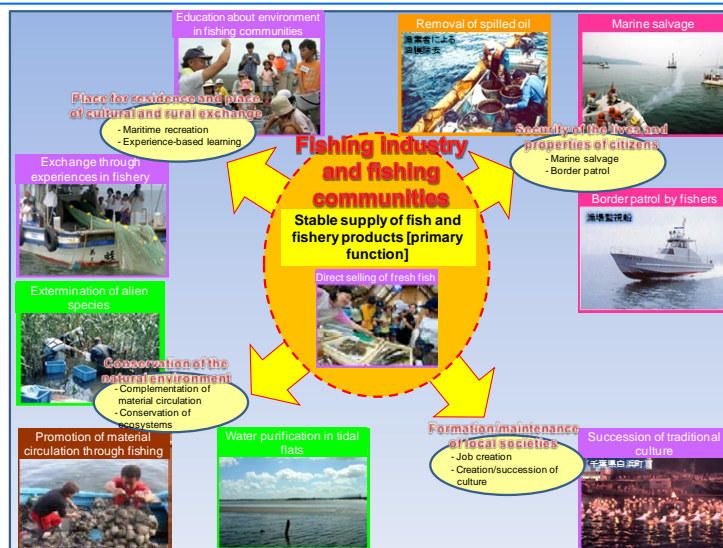 Education about environment
in fishing communities
Removal of spilled oil
漁業者による
油膜除去
Marine salvage
Place for residence and place
of cultural and rural exchange
- Maritime recreation
- Experience-based learning
Security of the lives and
properties of citizens
- Marine salvage
- Border patrol
Fishing industry
and fishing
communities
Stable supply of fish and
fishery products [primary
function]
Direct selling of fresh fish
Exchange through
experiences in fishery
Border patrol by fishers
漁場監視船
Extermination of alien
species
Conservation of the
natural environment
- Complementation of
material circulation
- Conservation of
ecosystems
Formation/maintenance
of local societies
- Job creation
- Creation/succession of
culture
Promotion of material
circulation through fishing
Water purification in tidal
flats
Succession of traditional
culture
千葉県白浜町